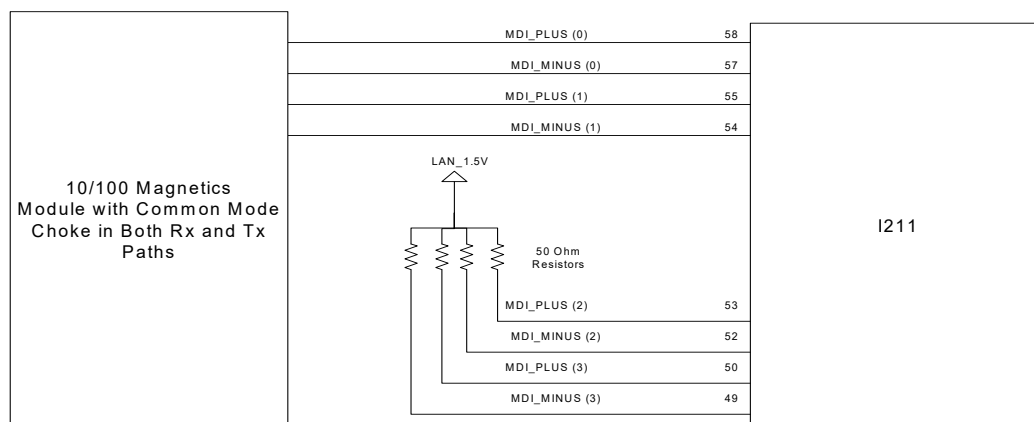 MDI_PLUS (0) 58
MDI_MINUS (0) 57
MDI_PLUS (1) 55
MDI_MINUS (1) 54
LAN_1.5V
10/100 Magnetics
Module with Common Mode
Choke in Both Rx and Tx
Paths
I211
50 Ohm
Resistors
MDI_PLUS (2) 53
MDI_MINUS (2) 52
MDI_PLUS (3) 50
MDI_MINUS (3) 49